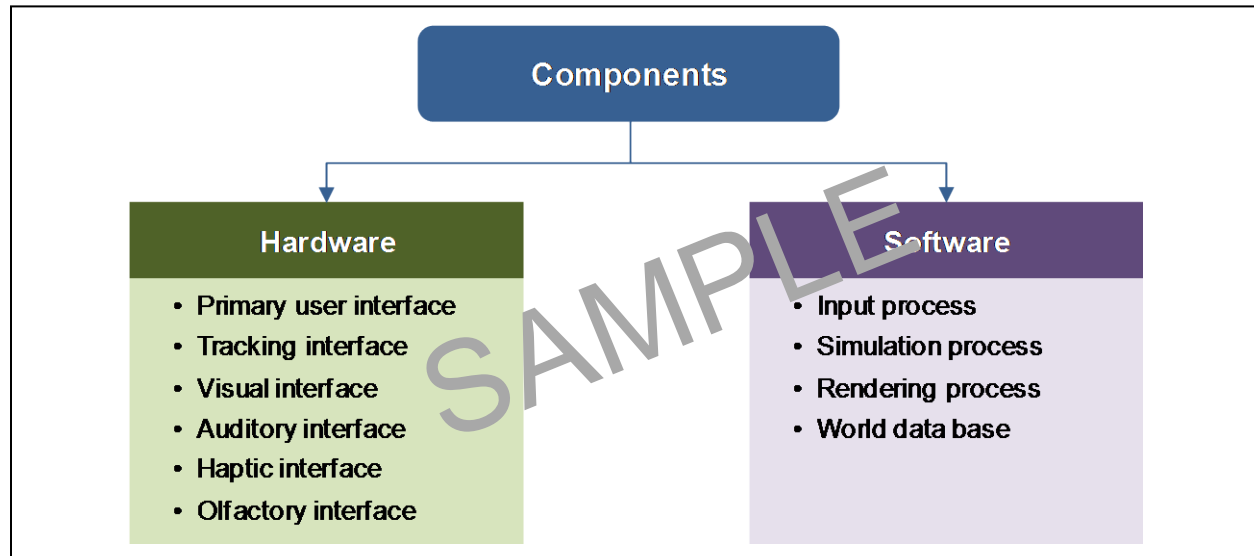 Components
Hardware
• Primary user interface
• Tracking interface
• Visual interface
• Auditory interface
• Haptic interface
• Olfactory interface
Software
• Input process
• Simulation process
• Rendering process
• World data base
SAMPLE